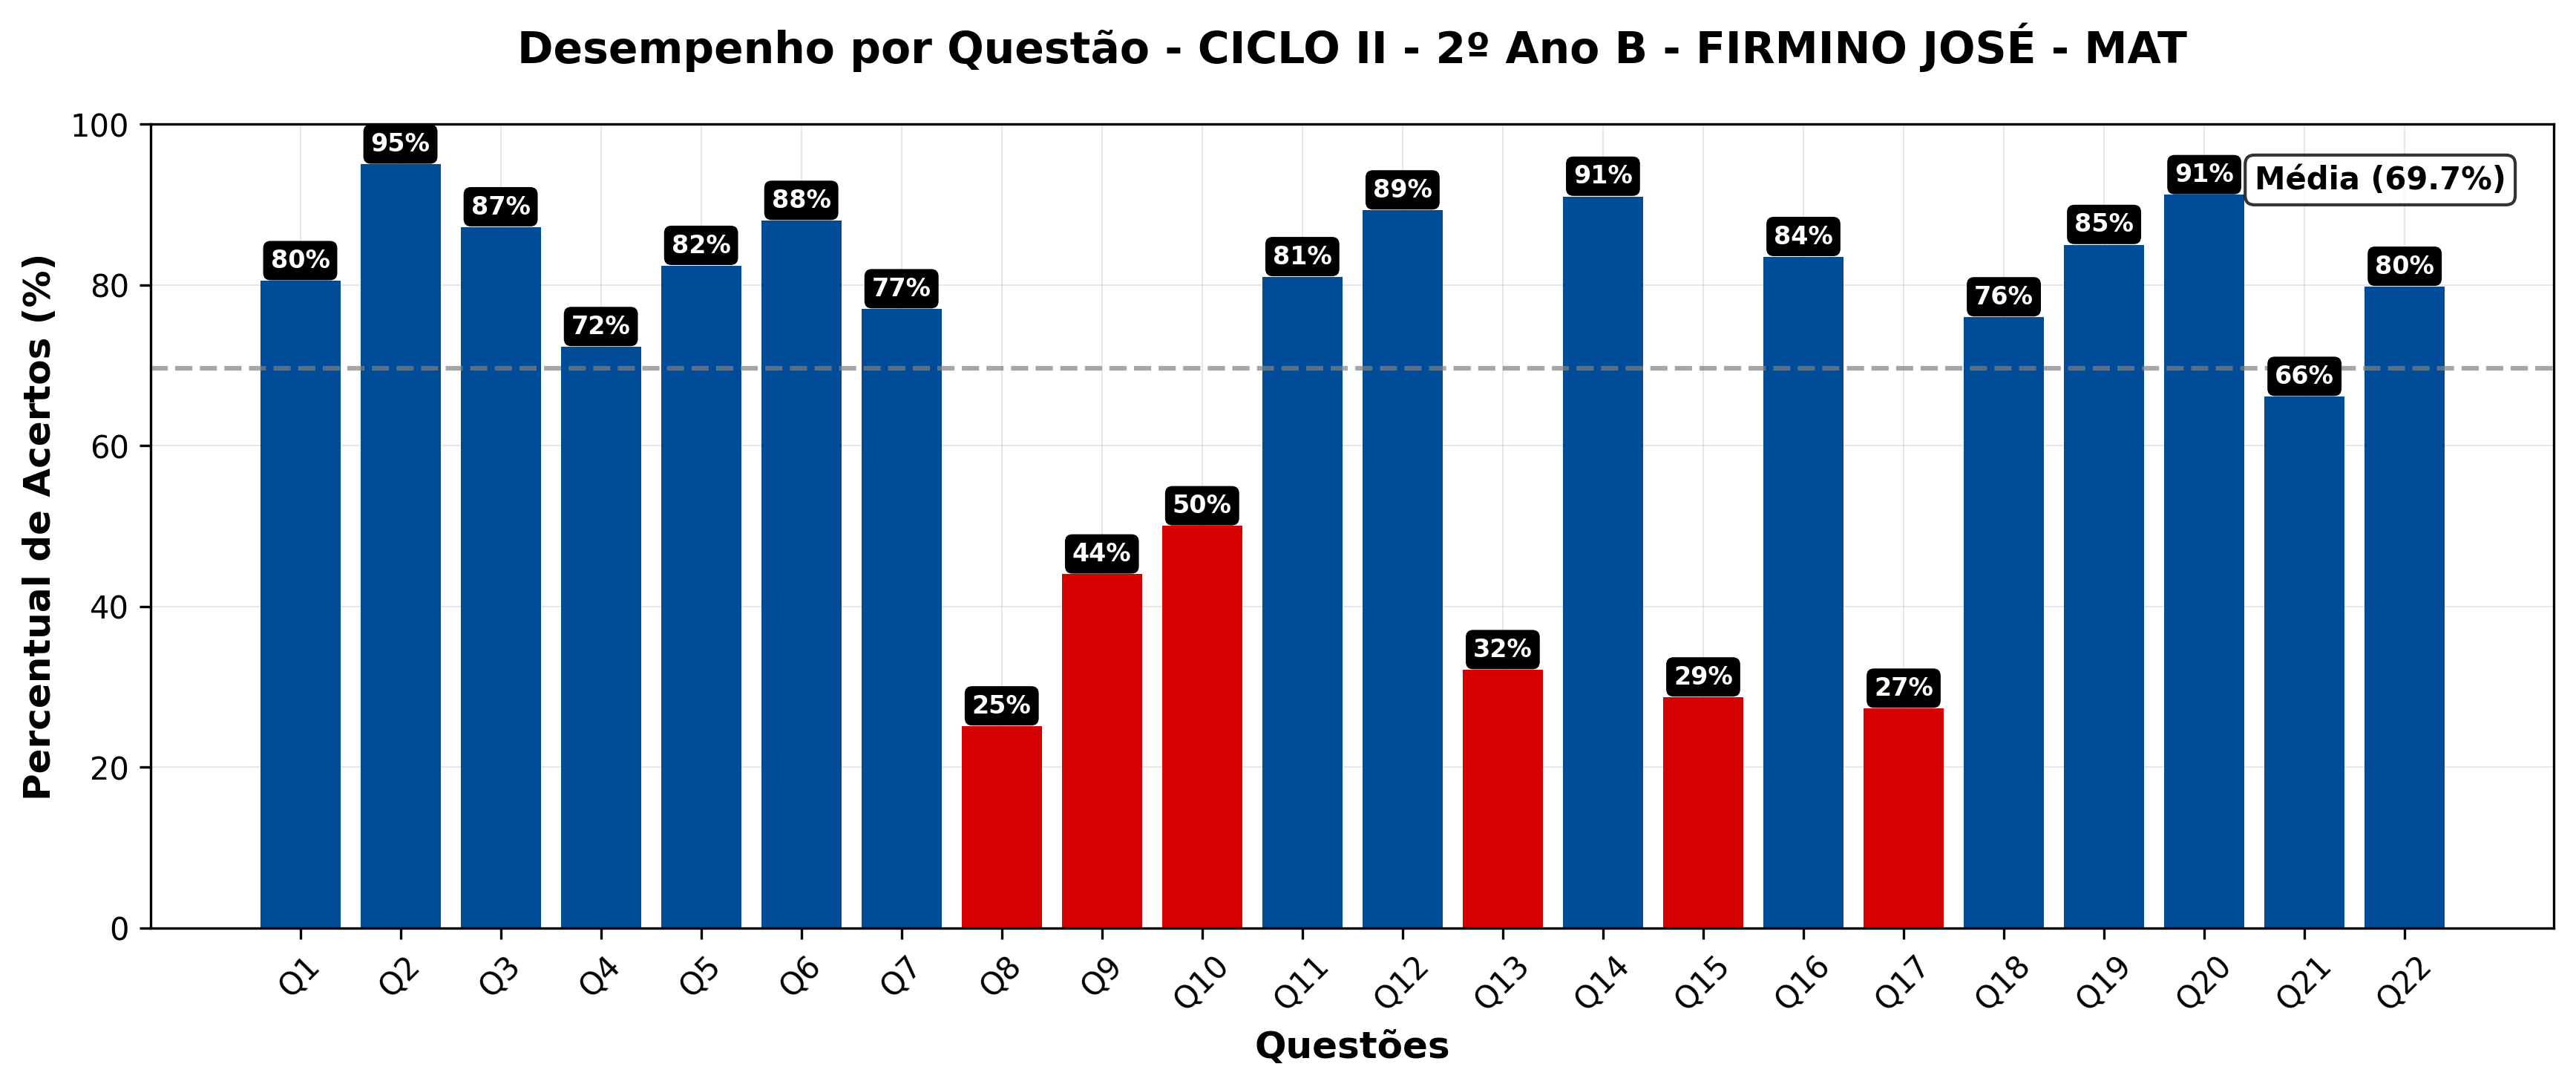 Desempenho por Questão - CICLO II - 2º Ano B - FIRMINO JOSÉ - MAT
Percentual de Acertos (%)
100
80
60
40
20
0
80%
95%
87%
72%
82%
88%
77%
25%
44%
50%
81%
89%
32%
91%
29%
84%
27%
76%
85%
91%
66%
80%
Média (69.7%)
Q1
Q2
Q3
Q4
Q5
Q6
Q7
Q8
Q9
Q10
Q11
Q12
Q13
Q14
Q15
Q16
Q17
Q18
Q19
Q20
Q21
Q22
Questões